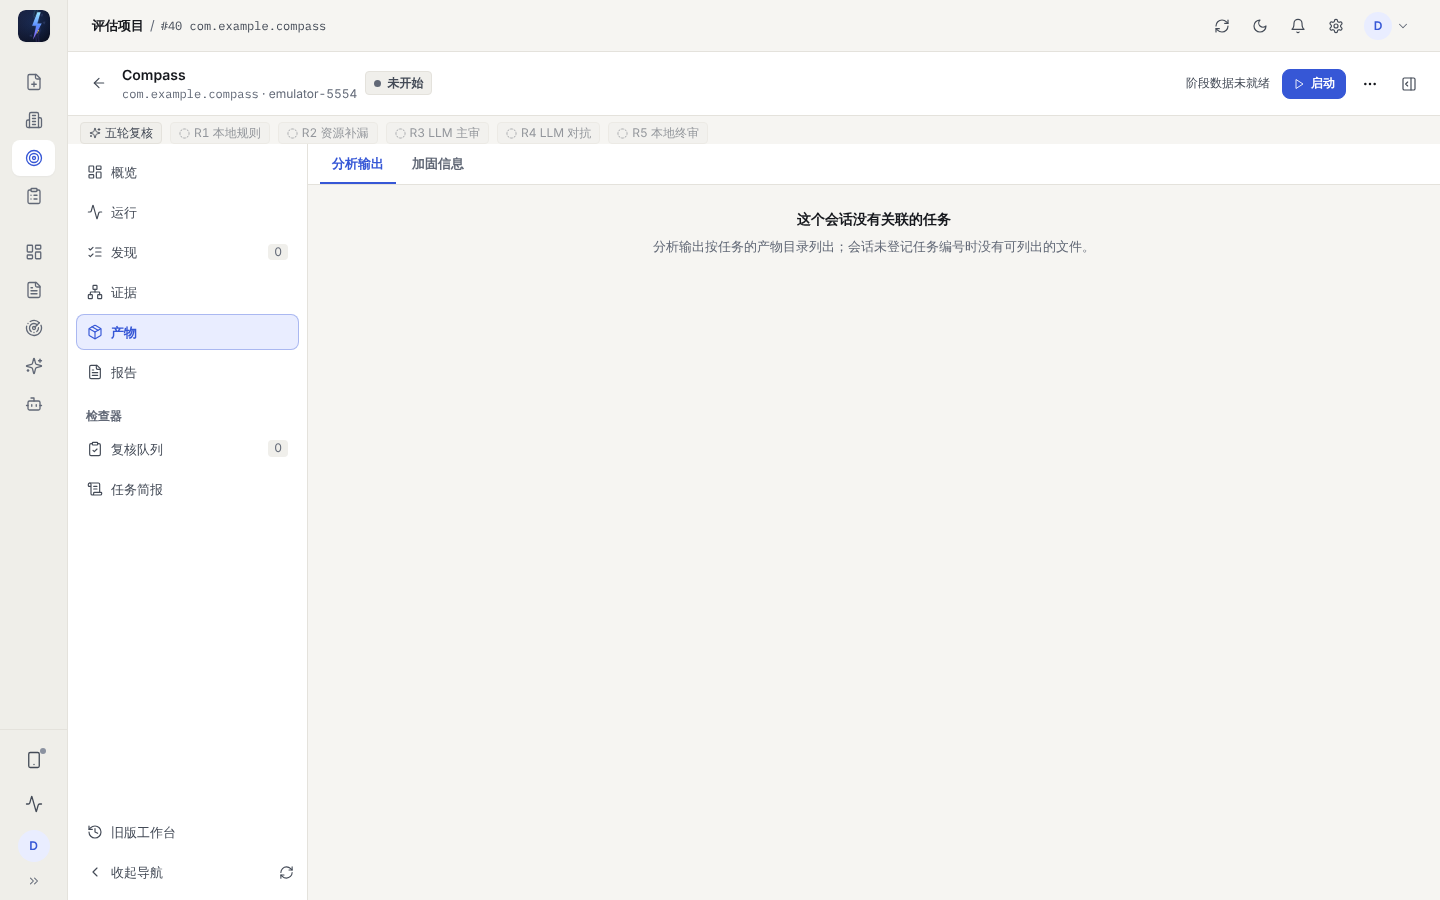 评估项目 / #40 com.example.compass
D
Compass
com.example.compass · emulator-5554
未开始
阶段数据未就绪
启动
五轮复核
R1 本地规则
R2 资源补漏
R3 LLM 主审
R4 LLM 对抗
R5 本地终审
概览
运行
发现 0
证据
产物
报告
检查器
复核队列 0
任务简报
旧版工作台
收起导航
分析输出
加固信息
这个会话没有关联的任务
分析输出按任务的产物目录列出；会话未登记任务编号时没有可列出的文件。
D